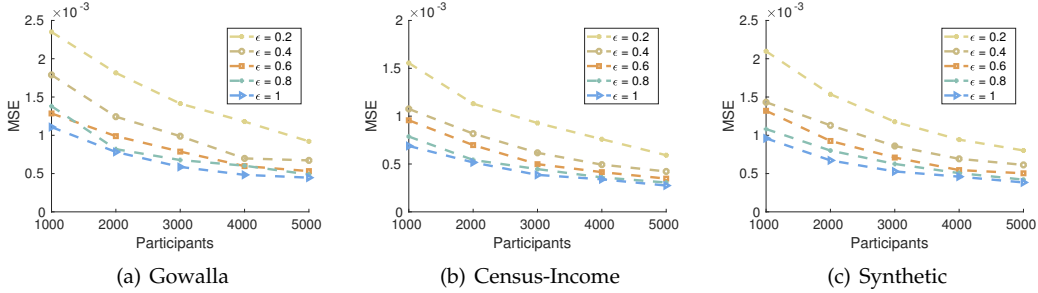 ×10⁻³
2.5
2
1.5
1
0.5
0
MSE
1000 2000 3000 4000 5000
Participants
ϵ = 0.2
ϵ = 0.4
ϵ = 0.6
ϵ = 0.8
ϵ = 1
(a) Gowalla
×10⁻³
2
1.5
1
0.5
0
MSE
1000 2000 3000 4000 5000
Participants
ϵ = 0.2
ϵ = 0.4
ϵ = 0.6
ϵ = 0.8
ϵ = 1
(b) Census-Income
×10⁻³
2.5
2
1.5
1
0.5
0
MSE
1000 2000 3000 4000 5000
Participants
ϵ = 0.2
ϵ = 0.4
ϵ = 0.6
ϵ = 0.8
ϵ = 1
(c) Synthetic